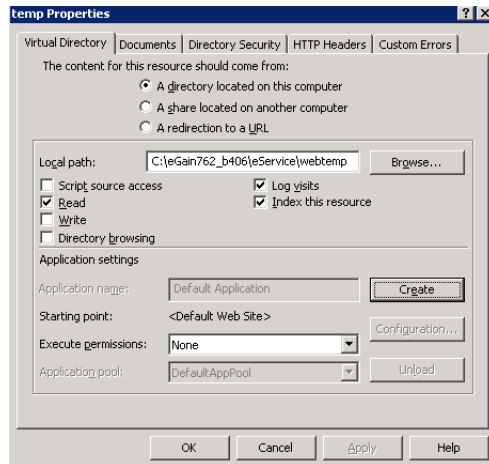 temp Properties
Virtual Directory Documents Directory Security HTTP Headers Custom Errors
The content for this resource should come from:
A directory located on this computer
A share located on another computer
A redirection to a URL
Local path: C:\eGain762_b406\eService\webtemp Browse...
Script source access Log visits
Read Index this resource
Write
Directory browsing
Application settings
Application name: Default Application Create
Starting point: <Default Web Site>
Configuration...
Execute permissions: None
Application pool: DefaultAppPool Unload
OK Cancel Apply Help